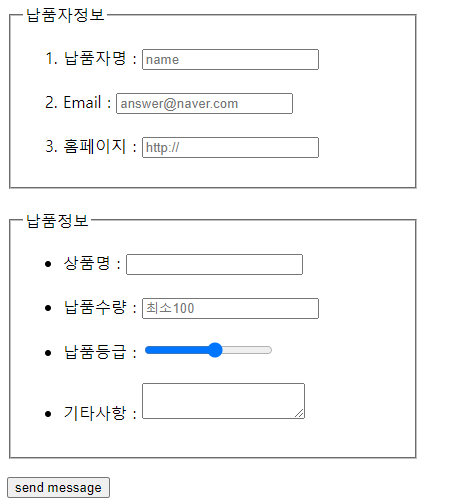 납품자정보
1. 납품자명 : name
2. Email : answer@naver.com
3. 홈페이지 : http://
납품정보
• 상품명 :
• 납품수량 : 최소100
• 납품등급 :
• 기타사항 :
send message